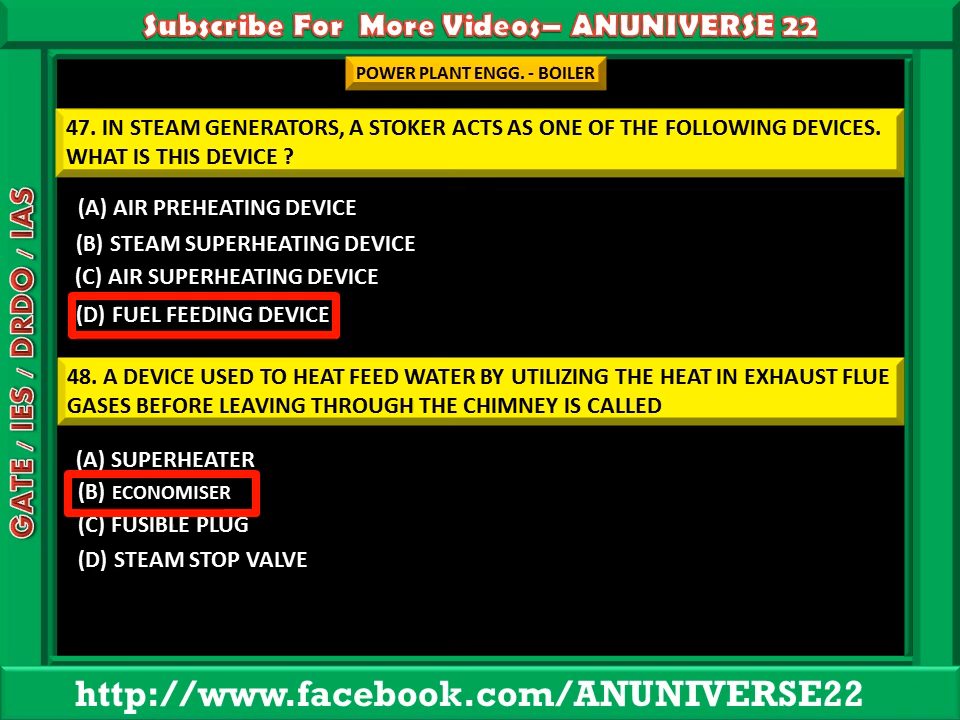 Subscribe For More Videos– ANUNIVERSE 22
POWER PLANT ENGG. - BOILER
47. IN STEAM GENERATORS, A STOKER ACTS AS ONE OF THE FOLLOWING DEVICES.
WHAT IS THIS DEVICE ?
(A) AIR PREHEATING DEVICE
(B) STEAM SUPERHEATING DEVICE
(C) AIR SUPERHEATING DEVICE
(D) FUEL FEEDING DEVICE
48. A DEVICE USED TO HEAT FEED WATER BY UTILIZING THE HEAT IN EXHAUST FLUE
GASES BEFORE LEAVING THROUGH THE CHIMNEY IS CALLED
(A) SUPERHEATER
(B) ECONOMISER
(C) FUSIBLE PLUG
(D) STEAM STOP VALVE
GATE / IES / DRDO / IAS
http://www.facebook.com/ANUNIVERSE22